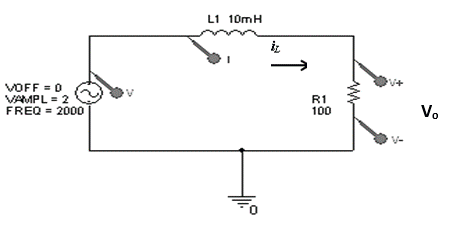 L1 10mH
I
iL
VOFF = 0
VAMPL = 2
FREQ = 2000
V
R1
100
V+
Vo
V-
0